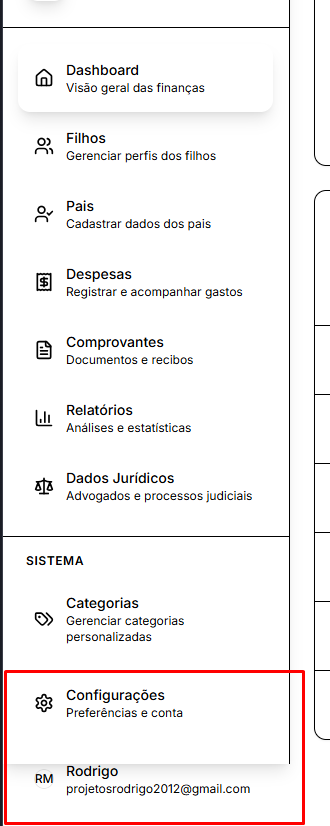 Dashboard
Visão geral das finanças
Filhos
Gerenciar perfis dos filhos
Pais
Cadastrar dados dos pais
Despesas
Registrar e acompanhar gastos
Comprovantes
Documentos e recibos
Relatórios
Análises e estatísticas
Dados Jurídicos
Advogados e processos judiciais
SISTEMA
Categorias
Gerenciar categorias
personalizadas
Configurações
Preferências e conta
RM
Rodrigo
projetosrodrigo2012@gmail.com